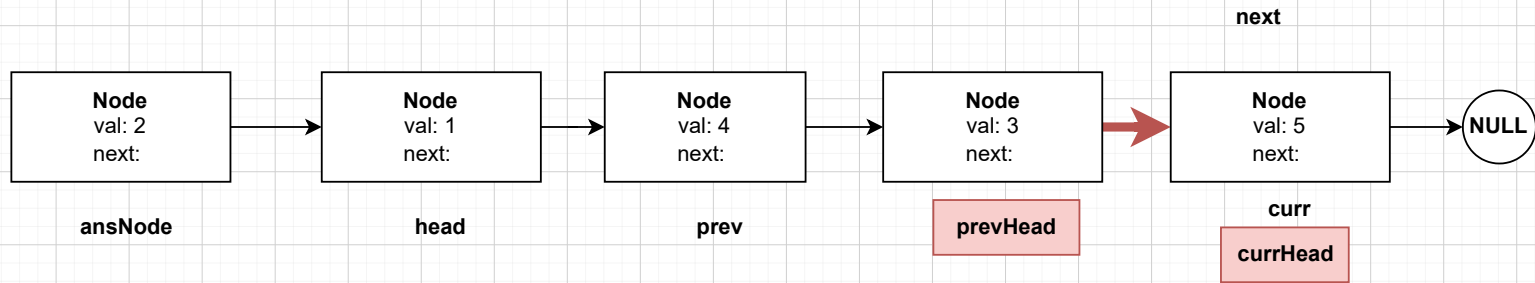 next
Node
val: 2
next:
Node
val: 1
next:
Node
val: 4
next:
Node
val: 3
next:
Node
val: 5
next:
NULL
ansNode
head
prev
prevHead
curr
currHead